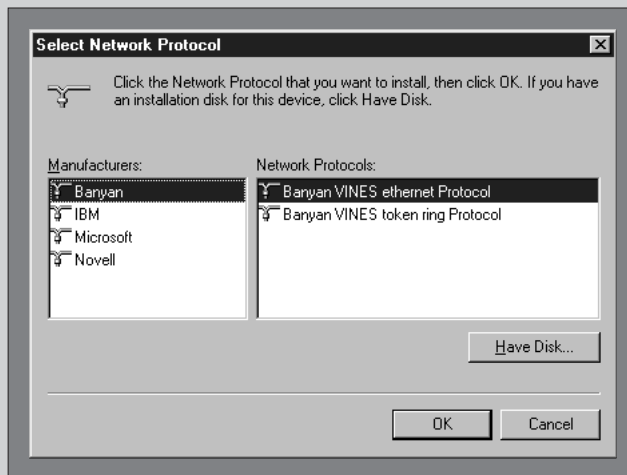 Select Network Protocol
Click the Network Protocol that you want to install, then click OK. If you have
an installation disk for this device, click Have Disk.
Manufacturers:
Banyan
IBM
Microsoft
Novell
Network Protocols:
Banyan VINES ethernet Protocol
Banyan VINES token ring Protocol
Have Disk...
OK
Cancel